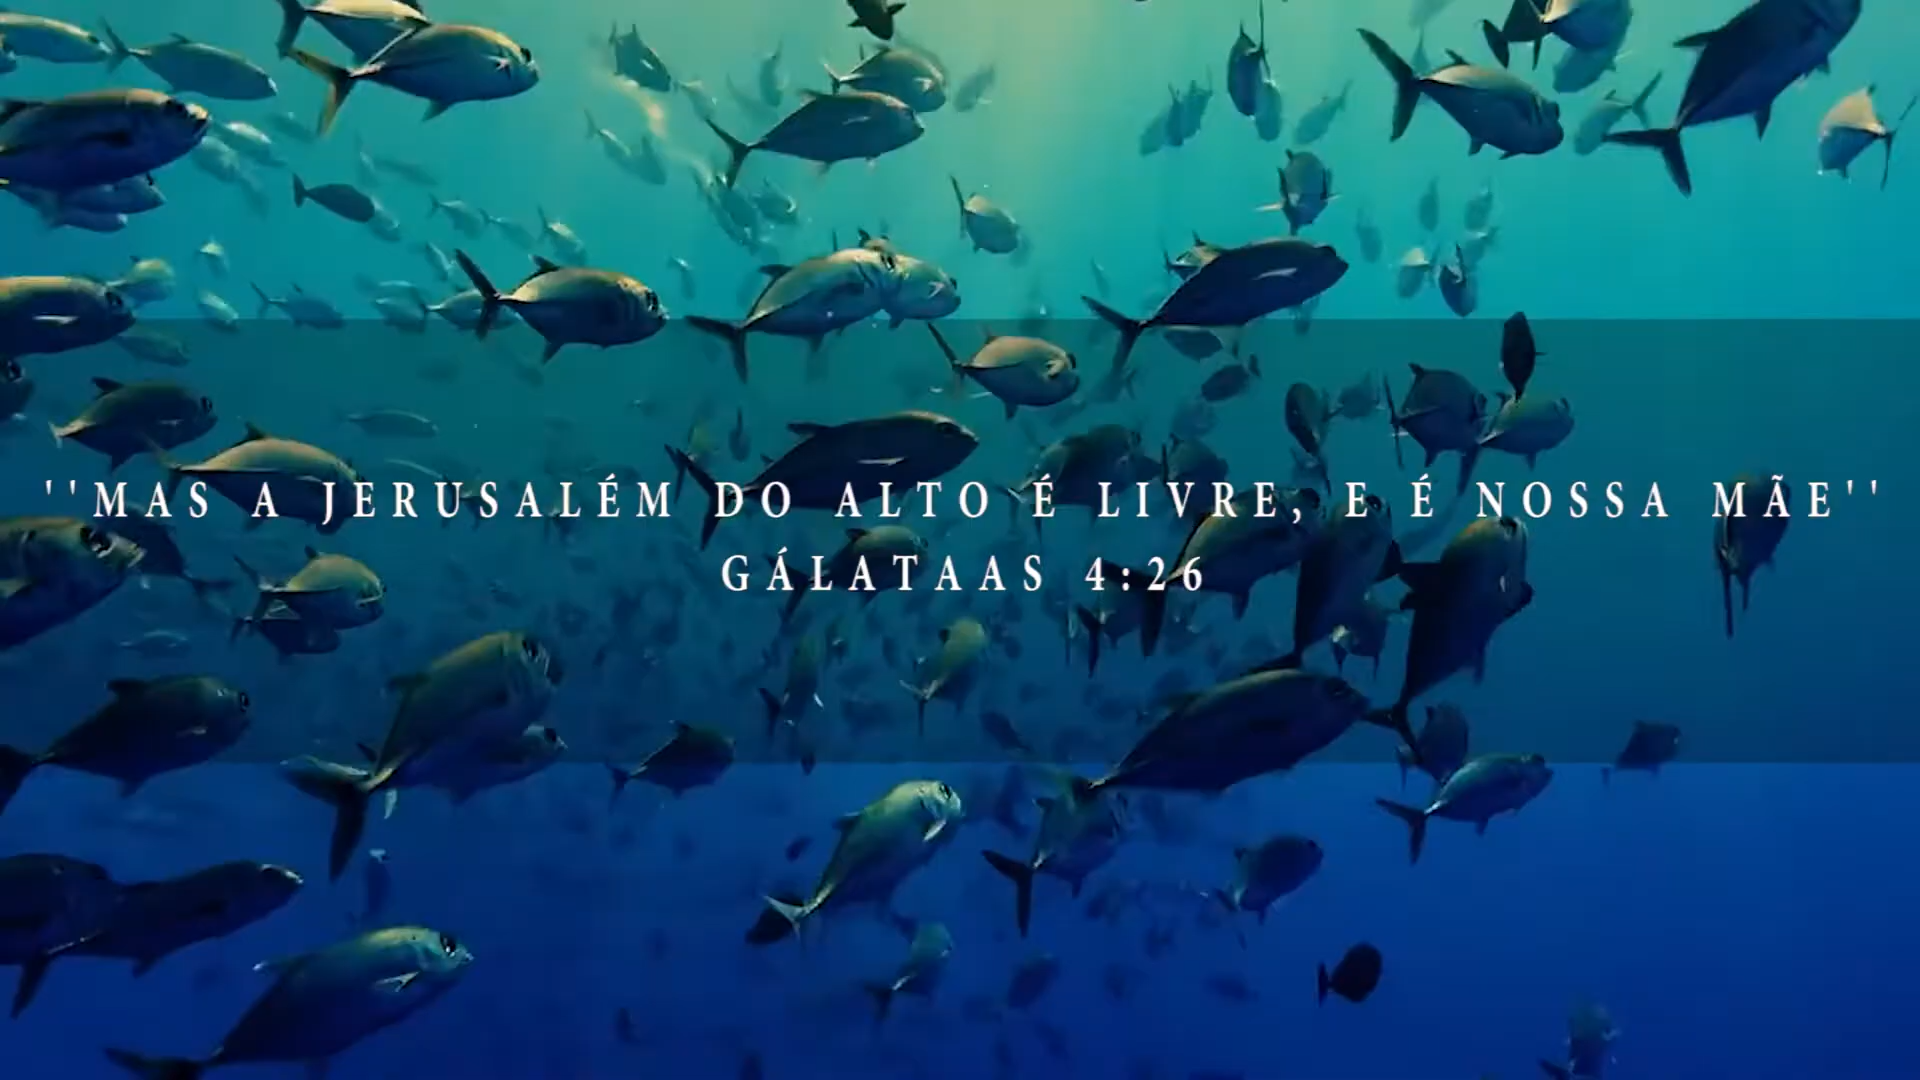 ''MAS A JERUSALÉM DO ALTO É LIVRE, E É NOSSA MÃE''
GÁLATAAS 4:26